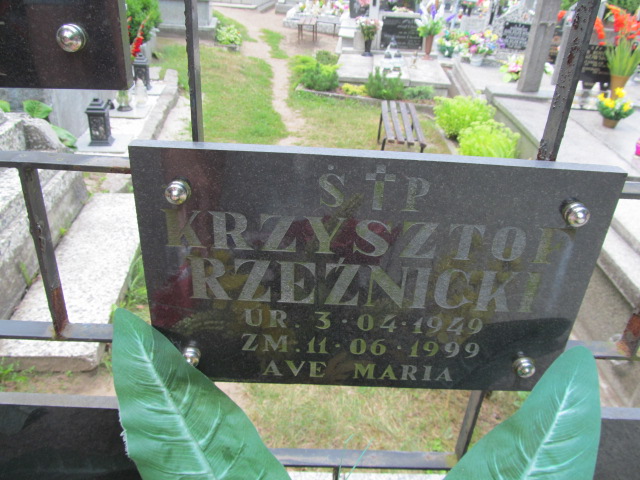 Ś✝P
KRZYSZTOF
RZEŹNICKI
UR. 3·04·1949
ZM. 11·06·1999
AVE MARIA